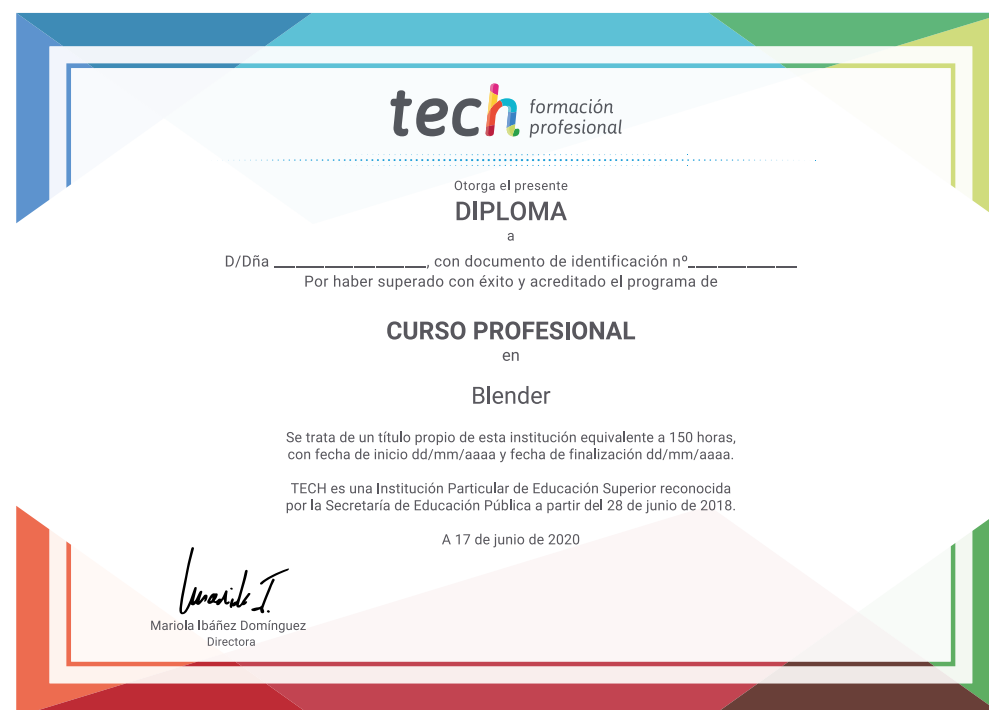 tech formación
profesional
Otorga el presente
DIPLOMA
a
D/Dña ______________, con documento de identificación nº__________
Por haber superado con éxito y acreditado el programa de
CURSO PROFESIONAL
en
Blender
Se trata de un título propio de esta institución equivalente a 150 horas,
con fecha de inicio dd/mm/aaaa y fecha de finalización dd/mm/aaaa.
TECH es una Institución Particular de Educación Superior reconocida
por la Secretaría de Educación Pública a partir del 28 de junio de 2018.
A 17 de junio de 2020
Mariola Ibáñez Domínguez
Directora